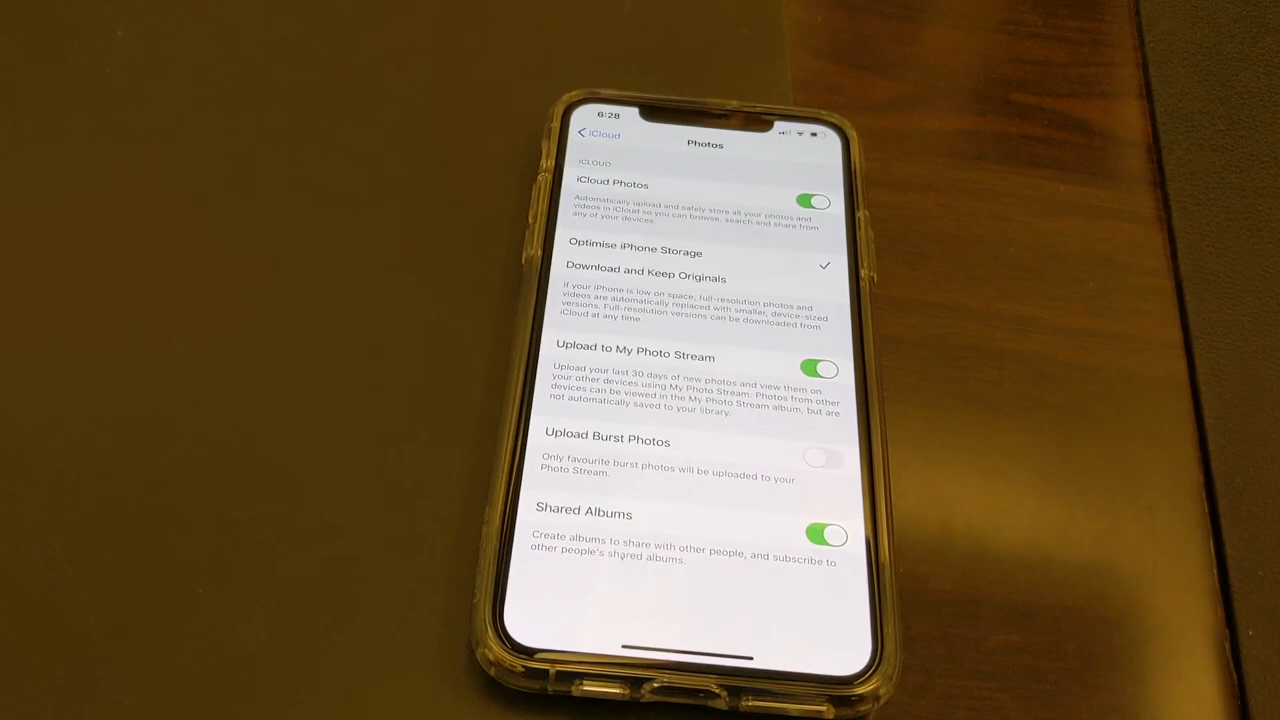 6:28
iCloud
Photos
ICLOUD
iCloud Photos
Automatically upload and safely store all your photos and
videos in iCloud so you can browse, search and share from
any of your devices.
Optimise iPhone Storage
Download and Keep Originals
If your iPhone is low on space, full-resolution photos and
videos are automatically replaced with smaller, device-sized
versions. Full-resolution versions can be downloaded from
iCloud at any time.
Upload to My Photo Stream
Upload your last 30 days of new photos and view them on
your other devices using My Photo Stream. Photos from other
devices can be viewed in the My Photo Stream album, but are
not automatically saved to your library.
Upload Burst Photos
Only favourite burst photos will be uploaded to your
Photo Stream.
Shared Albums
Create albums to share with other people, and subscribe to
other people's shared albums.